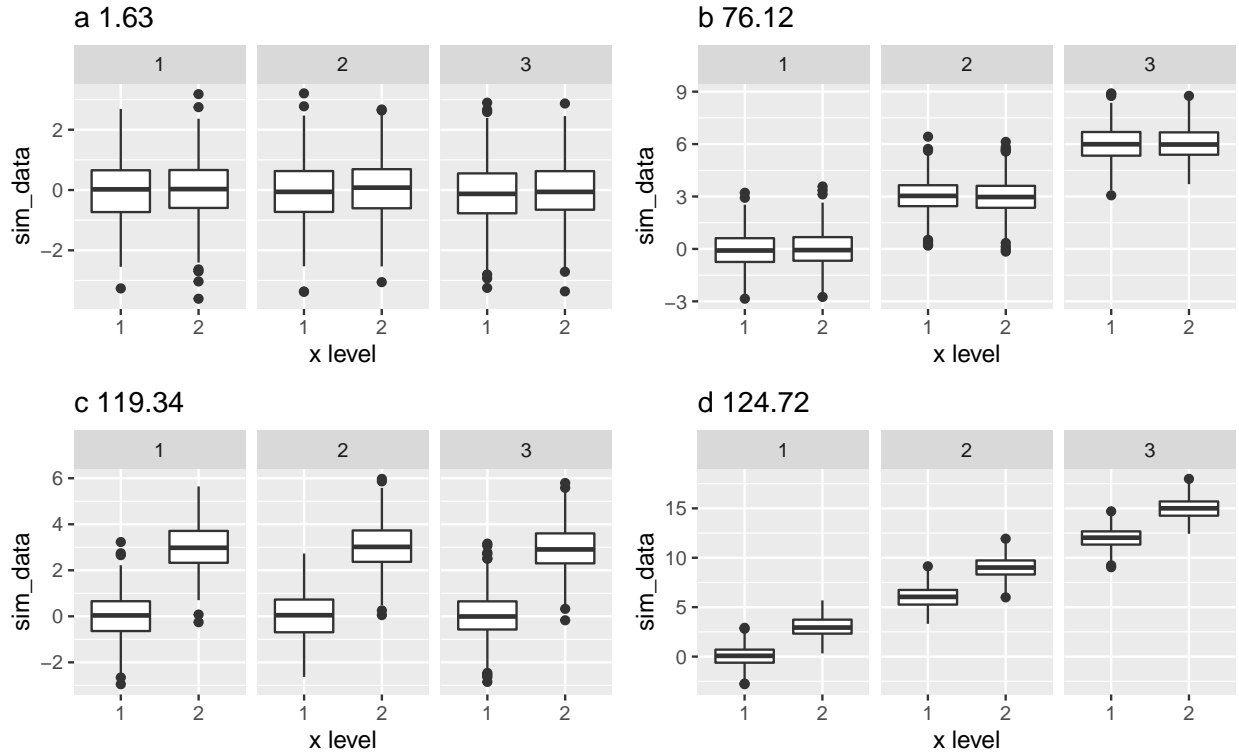 a 1.63
1 2 3
2
0
−2
sim_data
1 2 1 2 1 2
x level
b 76.12
1 2 3
9
6
3
0
−3
sim_data
1 2 1 2 1 2
x level
c 119.34
1 2 3
6
4
2
0
−2
sim_data
1 2 1 2 1 2
x level
d 124.72
1 2 3
15
10
5
0
sim_data
1 2 1 2 1 2
x level